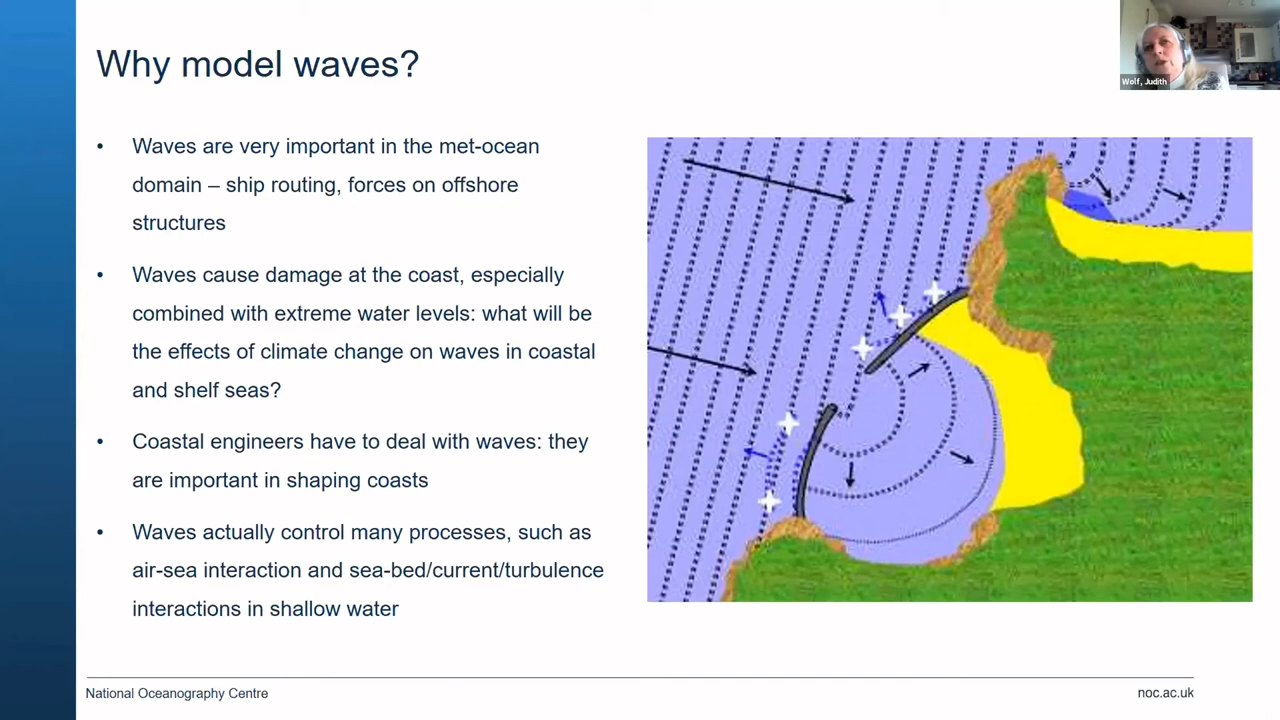 Why model waves?
Wolf, Judith
• Waves are very important in the met-ocean
domain – ship routing, forces on offshore
structures
• Waves cause damage at the coast, especially
combined with extreme water levels: what will be
the effects of climate change on waves in coastal
and shelf seas?
• Coastal engineers have to deal with waves: they
are important in shaping coasts
• Waves actually control many processes, such as
air-sea interaction and sea-bed/current/turbulence
interactions in shallow water
National Oceanography Centre
noc.ac.uk